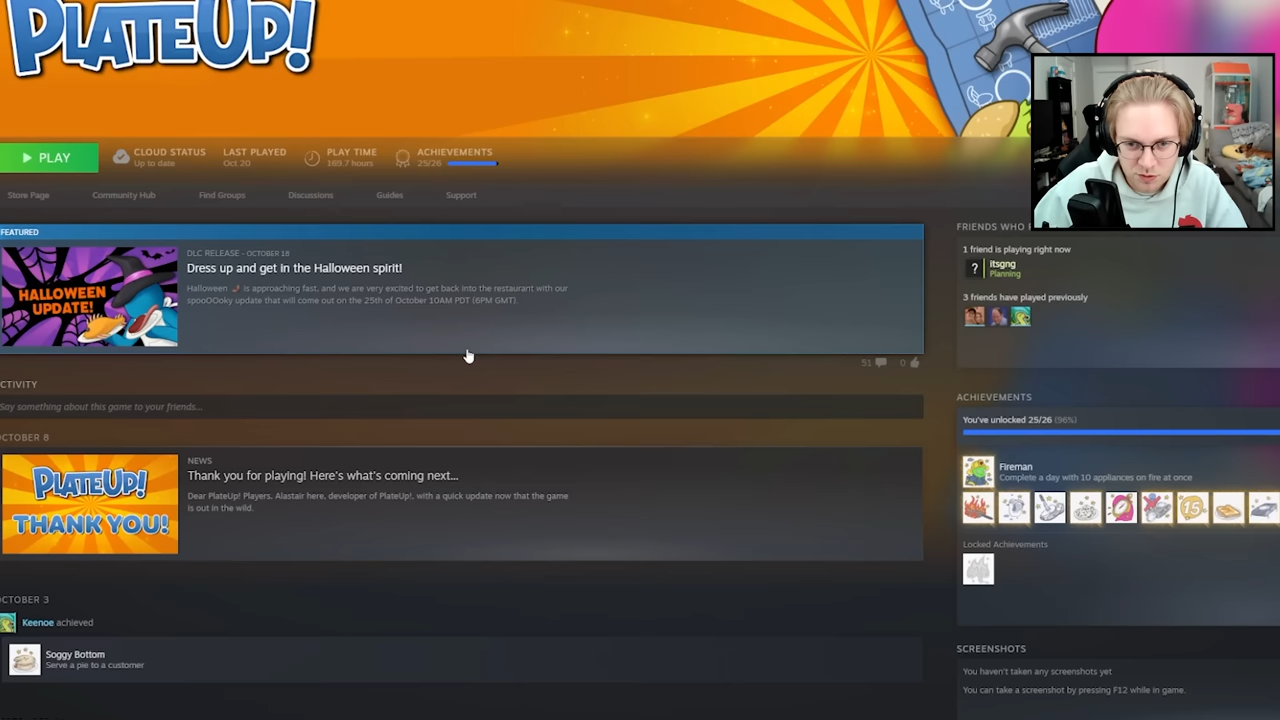 PLATEUP!
PLAY
CLOUD STATUS
Up to date
LAST PLAYED
Oct 20
PLAY TIME
169.7 hours
ACHIEVEMENTS
25/26
Store Page
Community Hub
Find Groups
Discussions
Guides
Support
FEATURED
HALLOWEEN
UPDATE!
DLC RELEASE - OCTOBER 18
Dress up and get in the Halloween spirit!
Halloween is approaching fast, and we are very excited to get back into the restaurant with our
spooOOoky update that will come out on the 25th of October 10AM PDT (6PM GMT).
51
0
CTIVITY
Say something about this game to your friends...
OCTOBER 8
PLATEUP!
THANK YOU!
NEWS
Thank you for playing! Here's what's coming next...
Dear PlateUp! Players, Alastair here, developer of PlateUp!, with a quick update now that the game
is out in the wild.
OCTOBER 3
Keenoe achieved
Soggy Bottom
Serve a pie to a customer
FRIENDS WHO
1 friend is playing right now
?
itsgng
Planning
3 friends have played previously
ACHIEVEMENTS
You've unlocked 25/26 (96%)
Fireman
Complete a day with 10 appliances on fire at once
15
Locked Achievements
SCREENSHOTS
You haven't taken any screenshots yet
You can take a screenshot by pressing F12 while in game.